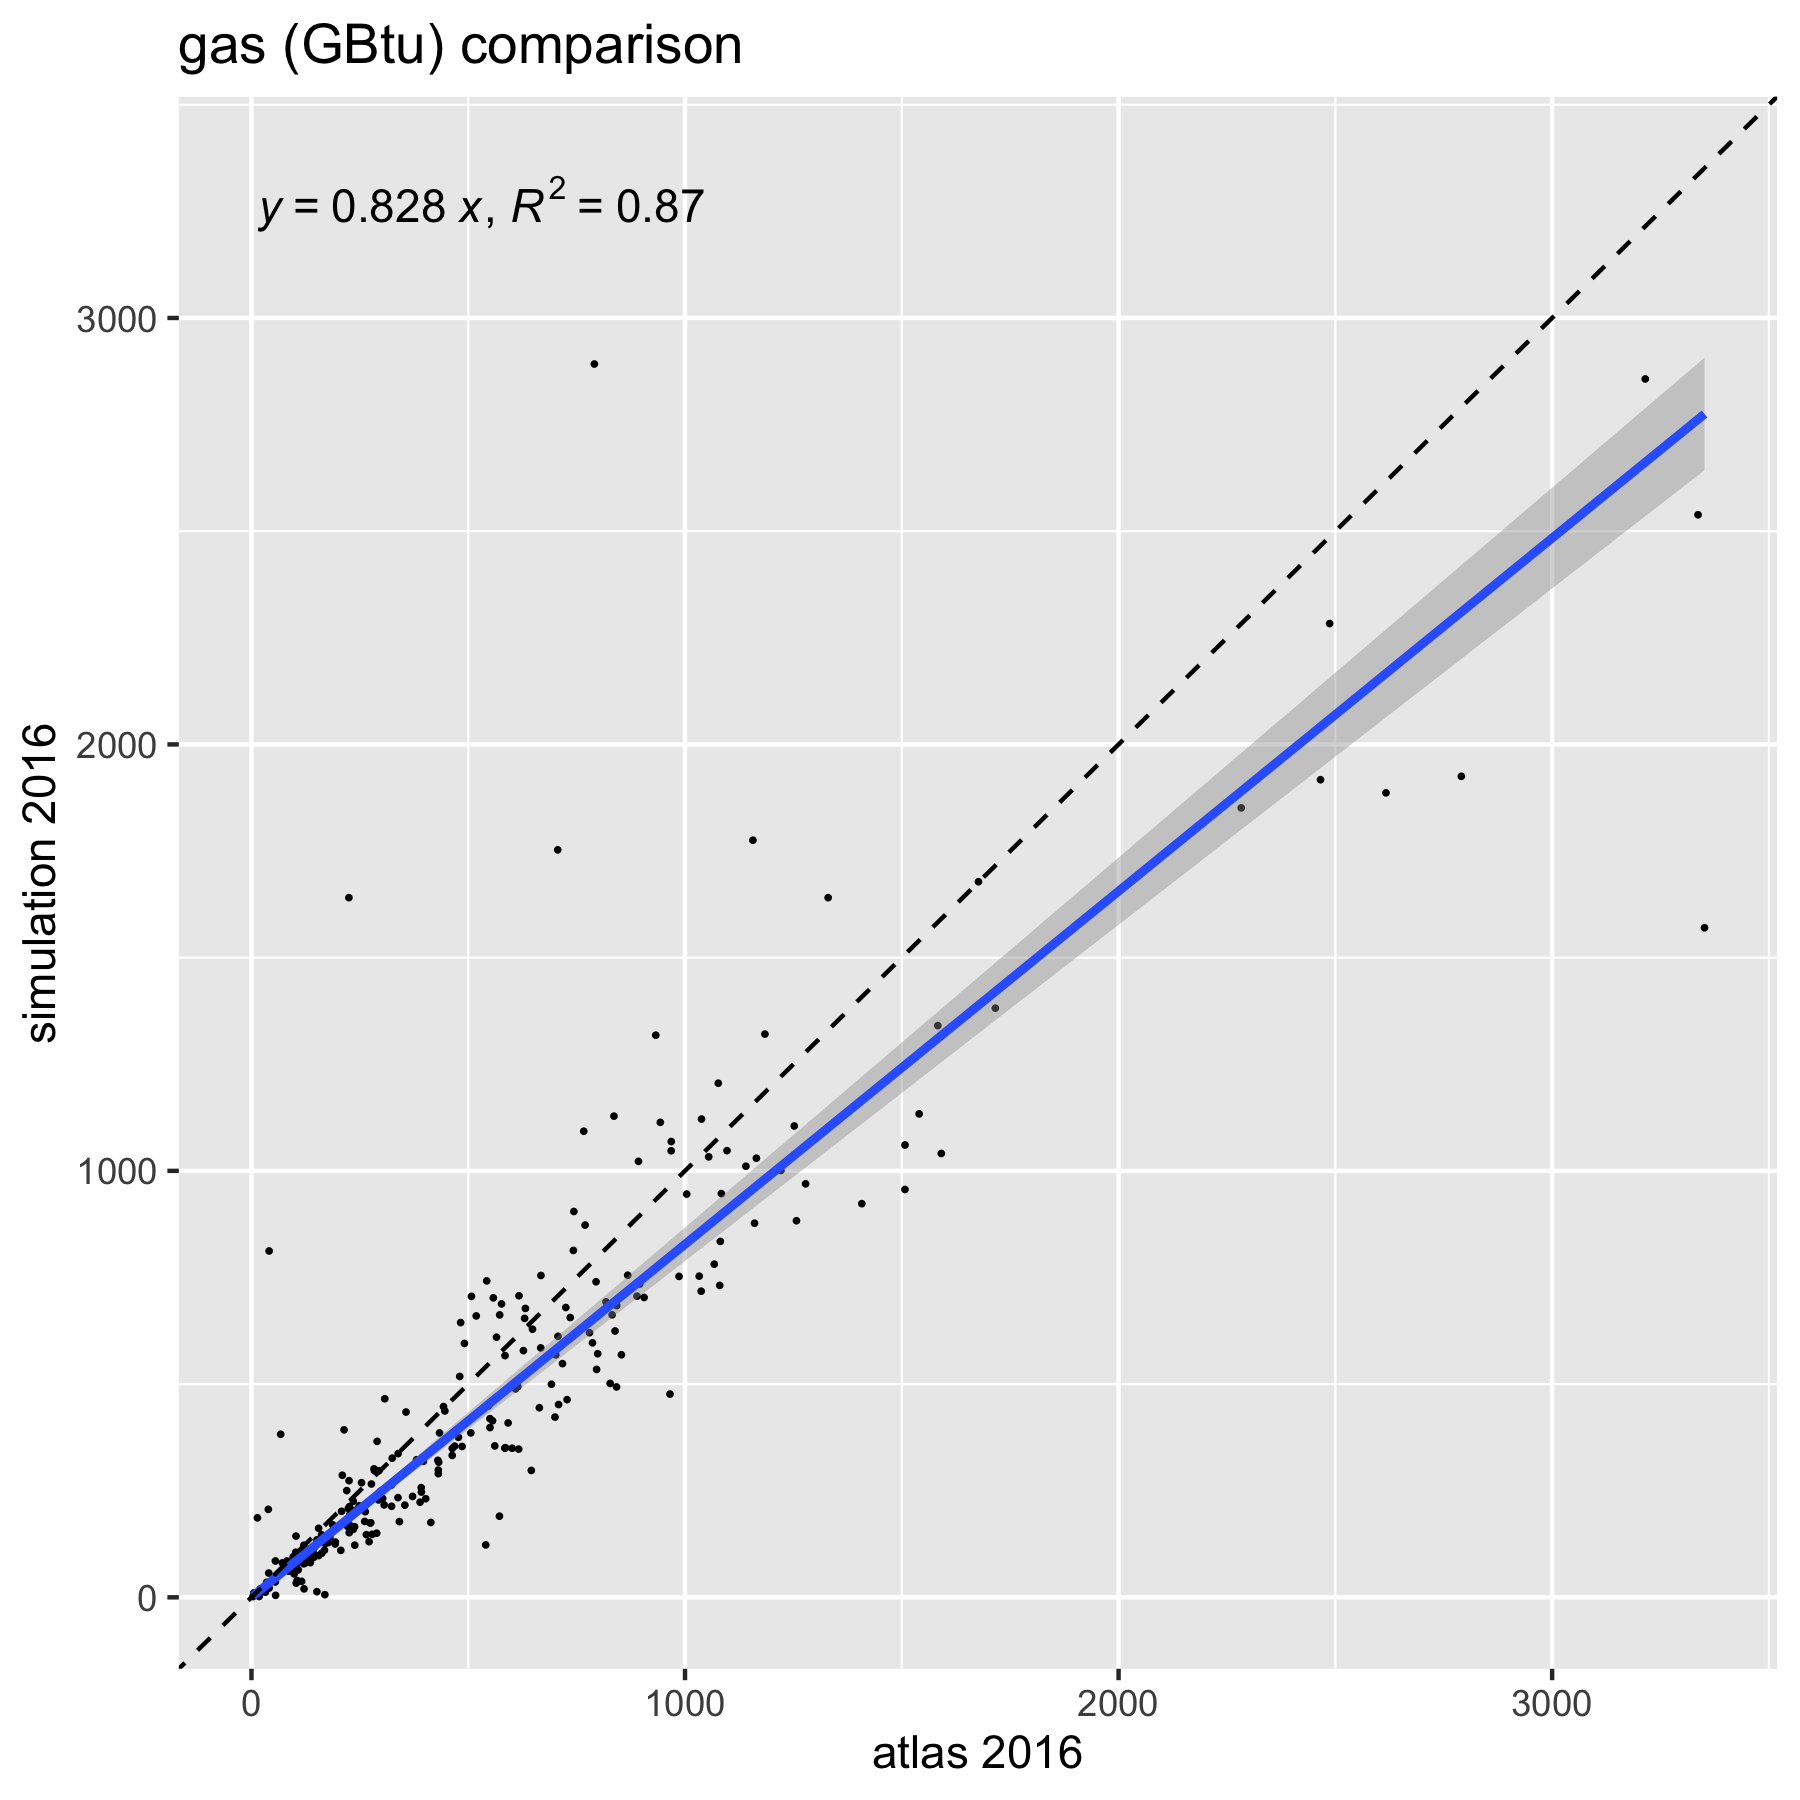 gas (GBtu) comparison
y = 0.828 x, R² = 0.87
3000
2000
1000
0
simulation 2016
0 1000 2000 3000
atlas 2016